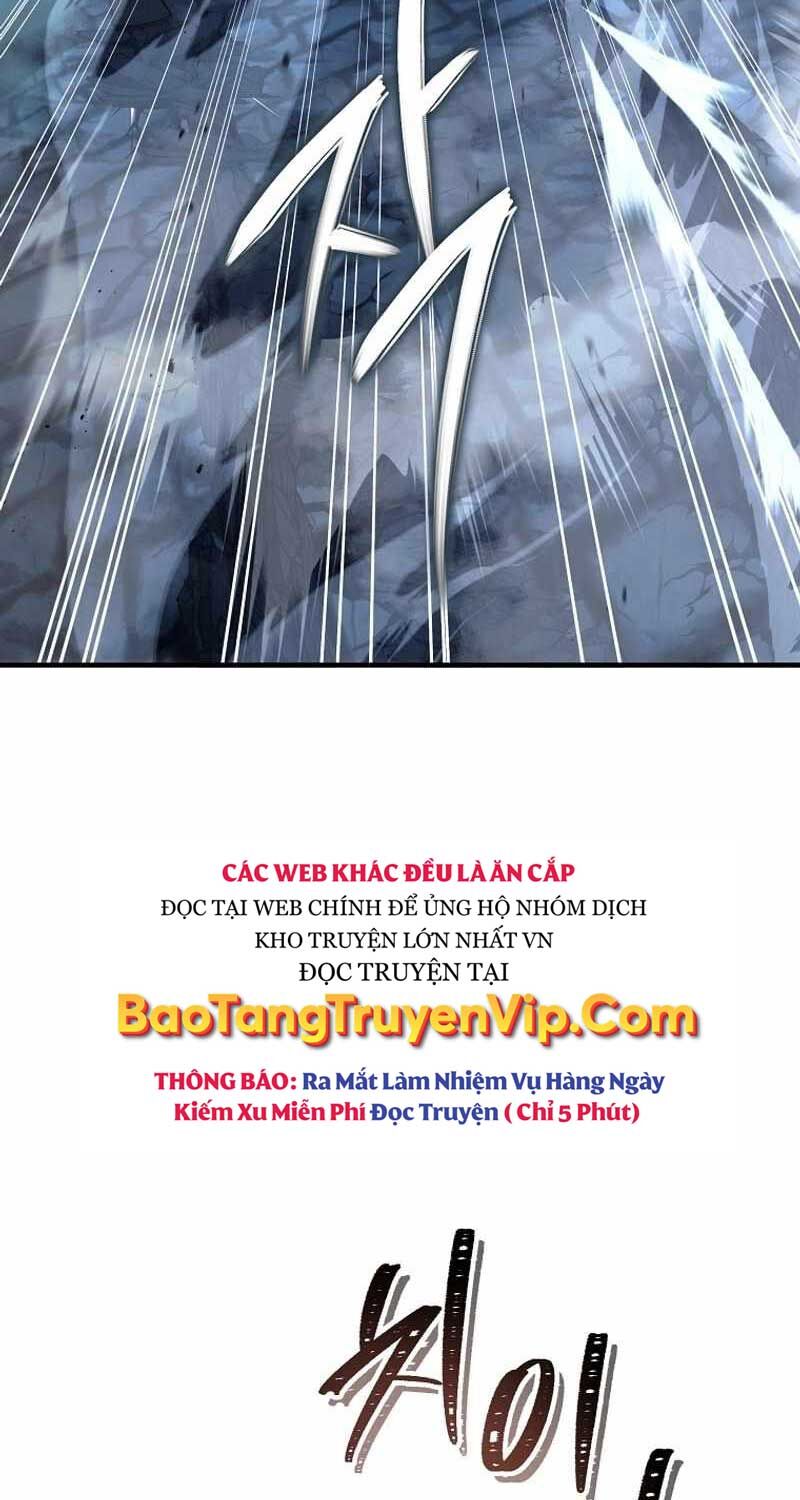 CÁC WEB KHÁC ĐỀU LÀ ĂN CẮP
ĐỌC TẠI WEB CHÍNH ĐỂ ỦNG HỘ NHÓM DỊCH
KHO TRUYỆN LỚN NHẤT VN
ĐỌC TRUYỆN TẠI
BaoTangTruyenVip.Com
THÔNG BÁO: Ra Mắt Làm Nhiệm Vụ Hàng Ngày
Kiếm Xu Miễn Phí Đọc Truyện ( Chỉ 5 Phút)